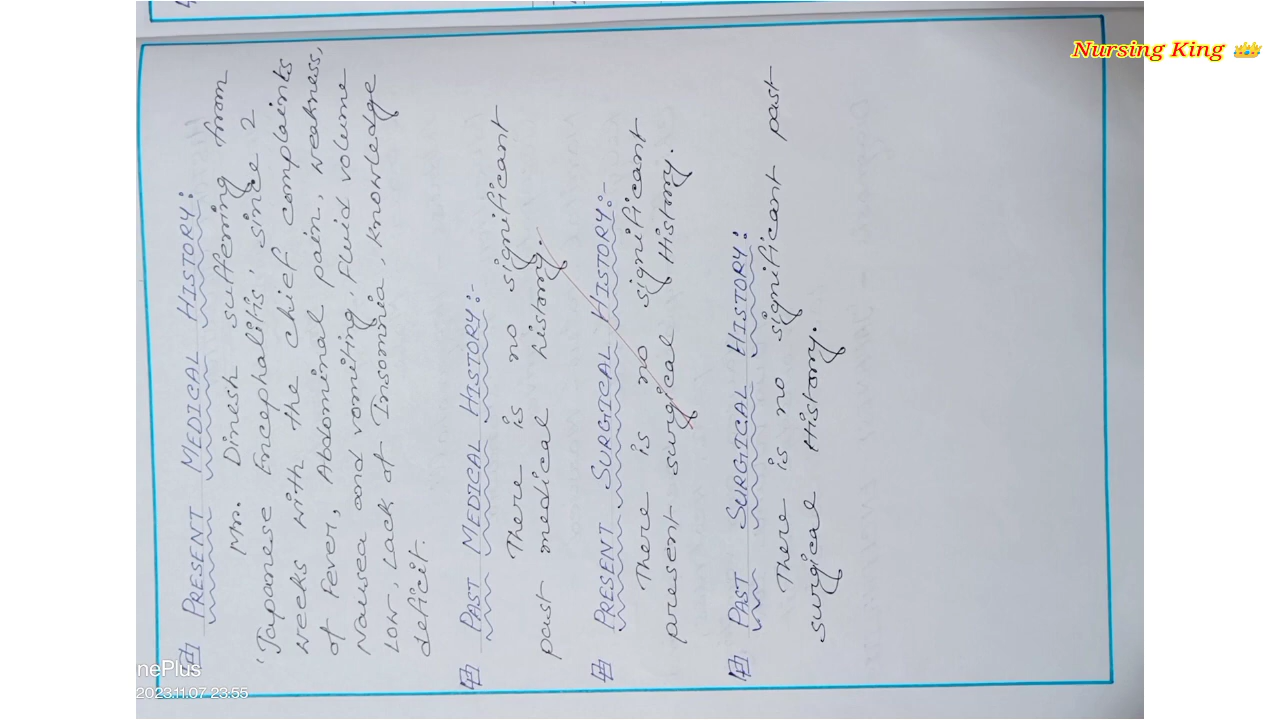 PRESENT MEDICAL HISTORY:
Mr. Dinesh suffering from
'Japanese Encephalitis' since 2
weeks with the chief complaints
of fever, Abdominal pain, weakness,
Nausea and vomiting, Fluid volume
Low, Lack of Insomnia, Knowledge
deficit.
PAST MEDICAL HISTORY:-
There is no significant
past medical history.
PRESENT SURGICAL HISTORY:-
There is no significant
present surgical History.
PAST SURGICAL HISTORY:
There is no significant past
surgical History.
Nursing King 👑
nePlus
2023.11.07 23:55